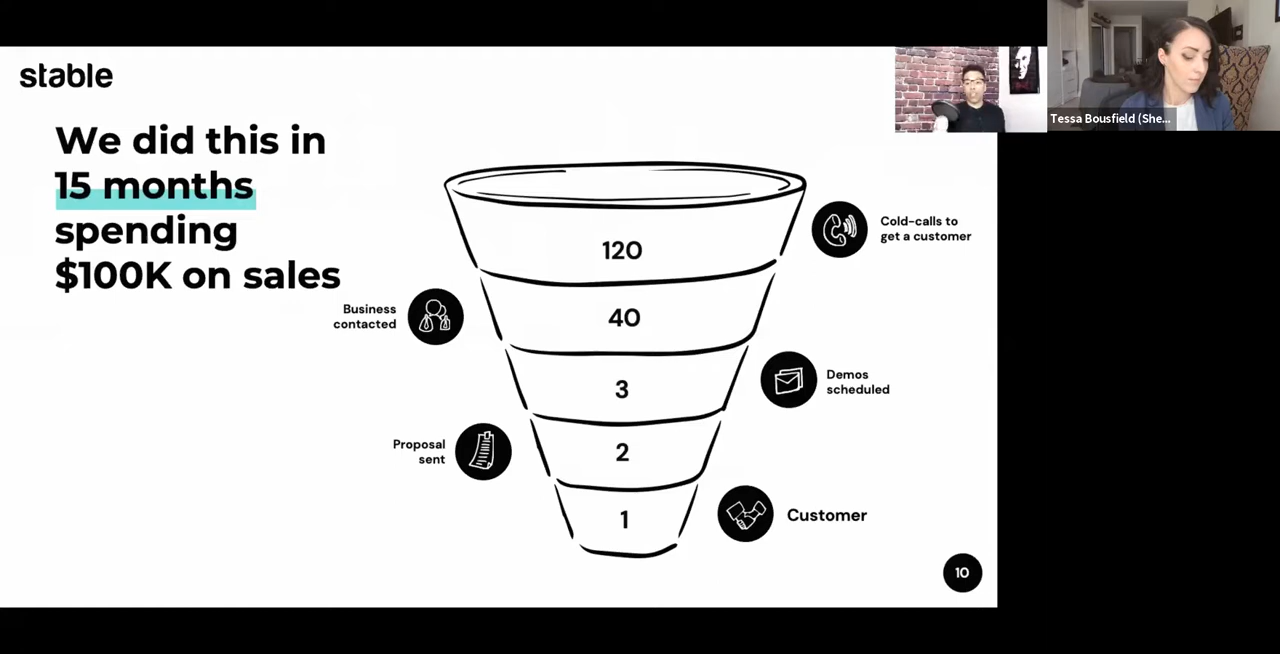 stable
We did this in
15 months
spending
$100K on sales
120
Cold-calls to
get a customer
Business
contacted
40
3
Demos
scheduled
Proposal
sent
2
1
Customer
10
Tessa Bousfield (She...